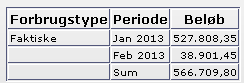 Forbrugstype Periode Beløb
Faktiske Jan 2013 527.808,35
Feb 2013 38.901,45
Sum 566.709,80